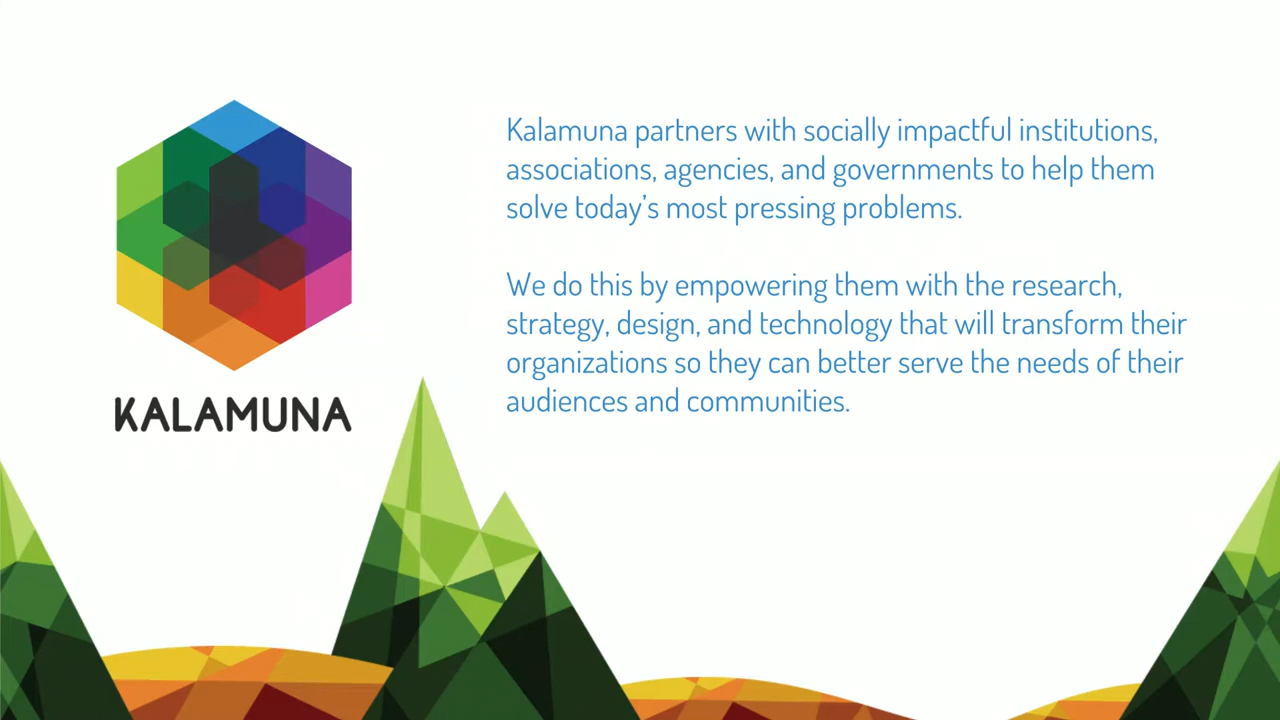 KALAMUNA
Kalamuna partners with socially impactful institutions,
associations, agencies, and governments to help them
solve today's most pressing problems.
We do this by empowering them with the research,
strategy, design, and technology that will transform their
organizations so they can better serve the needs of their
audiences and communities.